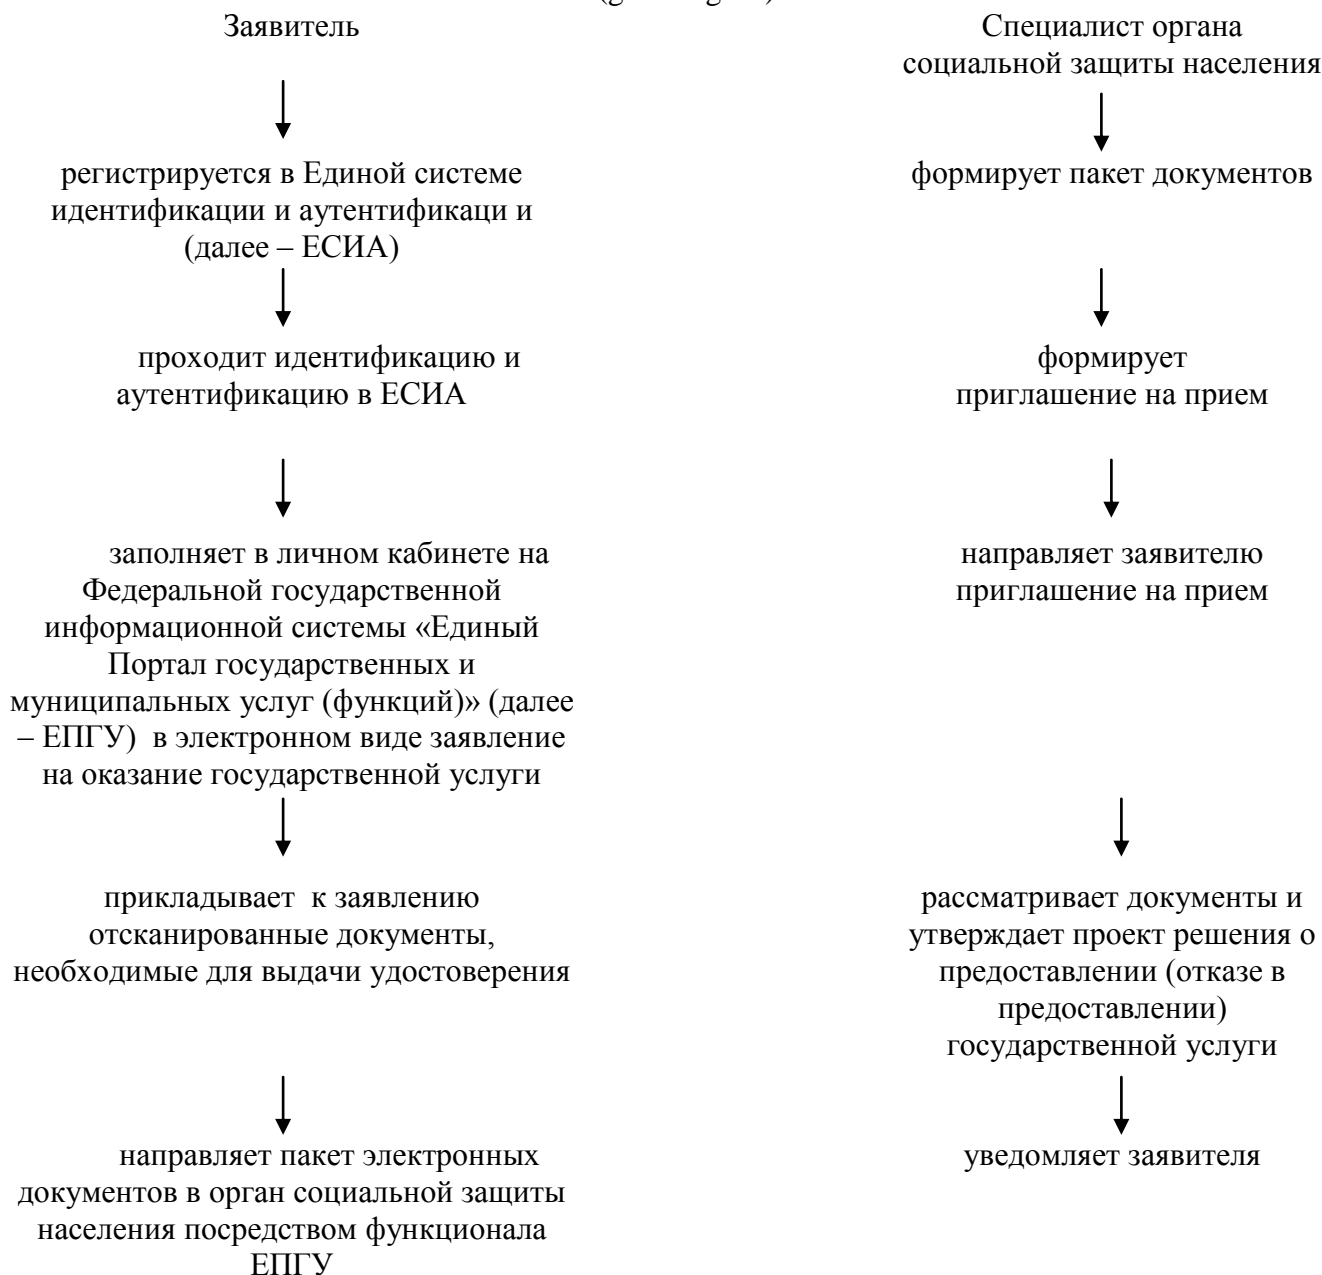 Заявитель
регистрируется в Единой системе
идентификации и аутентификаци и
(далее – ЕСИА)
проходит идентификацию и
аутентификацию в ЕСИА
заполняет в личном кабинете на
Федеральной государственной
информационной системы «Единый
Портал государственных и
муниципальных услуг (функций)» (далее
– ЕПГУ) в электронном виде заявление
на оказание государственной услуги
прикладывает к заявлению
отсканированные документы,
необходимые для выдачи удостоверения
направляет пакет электронных
документов в орган социальной защиты
населения посредством функционала
ЕПГУ
Специалист органа
социальной защиты населения
формирует пакет документов
формирует
приглашение на прием
направляет заявителю
приглашение на прием
рассматривает документы и
утверждает проект решения о
предоставлении (отказе в
предоставлении)
государственной услуги
уведомляет заявителя